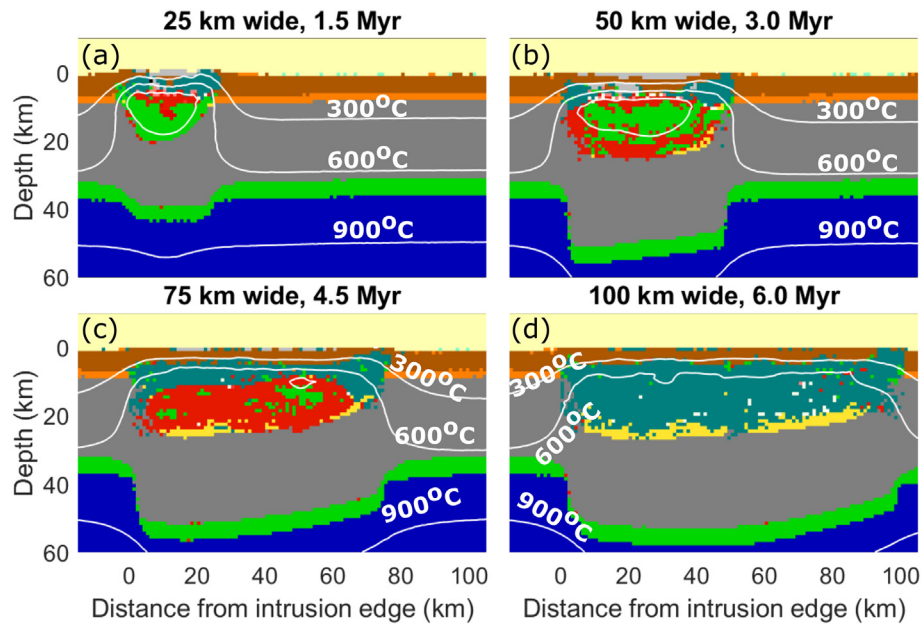 25 km wide, 1.5 Myr
50 km wide, 3.0 Myr
(a)
(b)
0
20
40
60
Depth (km)
300°C
600°C
900°C
300°C
600°C
900°C
75 km wide, 4.5 Myr
100 km wide, 6.0 Myr
(c)
(d)
0
20
40
60
Depth (km)
300°C
600°C
900°C
300°C
600°C
900°C
0 20 40 60 80 100
0 20 40 60 80 100
Distance from intrusion edge (km)
Distance from intrusion edge (km)